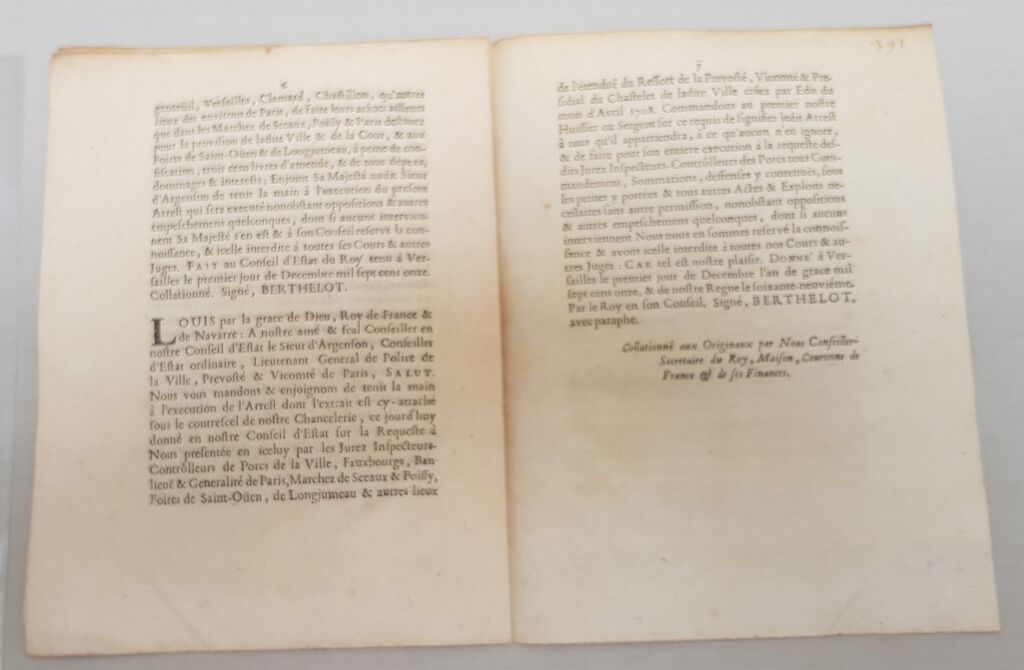 6
genteüil, Versailles, Clamard, Chastillon, qu'autres
lieux des environs de Paris, de faire leurs achats ailleurs
que dans les Marchez de Sceaux, Poissy & Paris destinez
pour la provision de ladite Ville & de la Cour, & aux
Foires de Saint-Oüen & de Longjumeau, à peine de con-
fiscation, trois cens livres d'amende, & de tous dépens,
dommages & interests; Enjoint Sa Majesté audit Sieur
d'Argenson de tenir la main à l'execution du present
Arrest qui sera executé nonobstant oppositions & autres
empeschemens quelconques, dont si aucuns intervien-
nent Sa Majesté s'en est & à son Conseil reservé la con-
noissance, & icelle interdire à toutes ses Cours & autres
Juges. FAIT au Conseil d'Estat du Roy tenu à Ver-
sailles le premier jour de Decembre mil sept cens onze.
Collationné. Signé, BERTHELOT.
LOUIS par la grace de Dieu, Roy de France &
de Navarre: A nostre amé & feal Conseiller en
nostre Conseil d'Estat le Sieur d'Argenson, Conseiller
d'Estat ordinaire, Lieutenant General de Police de
la Ville, Prevosté & Vicomté de Paris, SALUT.
Nous vous mandons & enjoignons de tenir la main
à l'execution de l'Arrest dont l'extrait est cy-attaché
sous le contrescel de nostre Chancelerie, ce jourd'huy
donné en nostre Conseil d'Estat sur la Requeste à
Nous presentée en iceluy par les Jurez Inspecteurs-
Contrôlleurs de Porcs de la Ville, Fauxbourgs, Ban-
lieuë & Generalité de Paris, Marchez de Sceaux & Poissy,
Foires de Saint-Oüen, de Longjumeau & autres lieux
391
de l'étenduë du Ressort de la Prevosté, Vicomté & Pre-
sidial du Chastelet de ladite Ville créez par Edit du
mois d'Avril 1708. Commandons au premier nostre
Huissier ou Sergent sur ce requis de signifier ledit Arrest
à tous qu'il appartiendra, à ce qu'aucun n'en ignore,
& de faire pour son entiere execution à la requeste des-
dits Jurez Inspecteurs-Contrôlleurs des Porcs tous Com-
mandemens, Sommations, deffenses y contenuës, sous
les peines y portées & tous autres Actes & Exploits ne-
cessaires sans autre permission, nonobstant oppositions
& autres empeschemens quelconques, dont si aucuns
interviennent Nous nous en sommes reservé la connois-
sence & avons icelle interdire à toutes nos Cours & au-
tres Juges: CAR tel est nostre plaisir. DONNÉ à Ver-
sailles le premier jour de Decembre l'an de grace mil
sept cens onze, & de nostre Regne le soixante-neuviéme.
Par le Roy en son Conseil, Signé, BERTHELOT,
avec paraphe.
Collationné aux Originaux par Nous Conseiller-
Secretaire du Roy, Maison, Couronne de
France & de ses Finances.